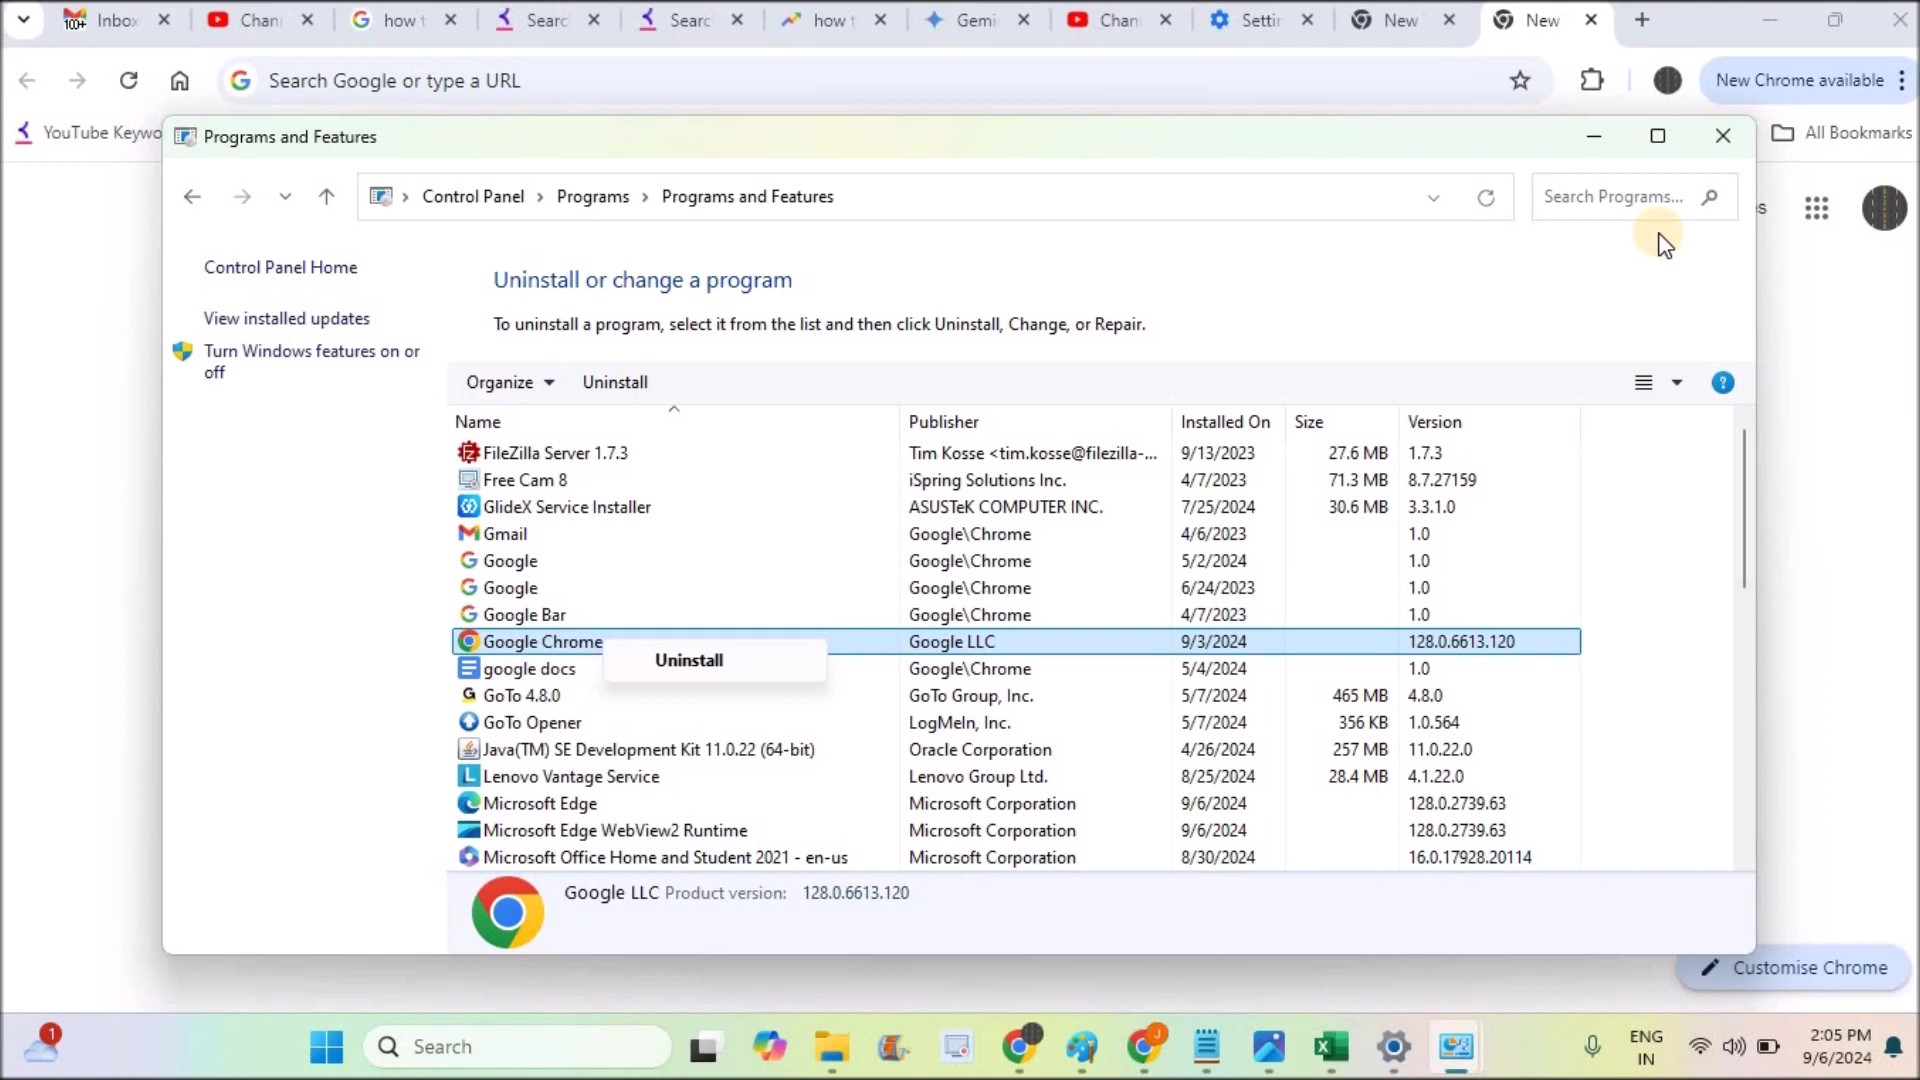 100+ Inbox Chan how t Searc Searc how t Gemi Chan Settin New New
Search Google or type a URL New Chrome available
YouTube Keywo All Bookmarks
Programs and Features
Control Panel Programs Programs and Features Search Programs...
s
Control Panel Home
Uninstall or change a program
View installed updates
To uninstall a program, select it from the list and then click Uninstall, Change, or Repair.
Turn Windows features on or
off
Organize Uninstall ?
Name Publisher Installed On Size Version
FileZilla Server 1.7.3 Tim Kosse <tim.kosse@filezilla-... 9/13/2023 27.6 MB 1.7.3
Free Cam 8 iSpring Solutions Inc. 4/7/2023 71.3 MB 8.7.27159
GlideX Service Installer ASUSTeK COMPUTER INC. 7/25/2024 30.6 MB 3.3.1.0
Gmail Google\Chrome 4/6/2023 1.0
Google Google\Chrome 5/2/2024 1.0
Google Google\Chrome 6/24/2023 1.0
Google Bar Google\Chrome 4/7/2023 1.0
Google Chrome Google LLC 9/3/2024 128.0.6613.120
Uninstall
google docs Google\Chrome 5/4/2024 1.0
GoTo 4.8.0 GoTo Group, Inc. 5/7/2024 465 MB 4.8.0
GoTo Opener LogMeIn, Inc. 5/7/2024 356 KB 1.0.564
Java(TM) SE Development Kit 11.0.22 (64-bit) Oracle Corporation 4/26/2024 257 MB 11.0.22.0
Lenovo Vantage Service Lenovo Group Ltd. 8/25/2024 28.4 MB 4.1.22.0
Microsoft Edge Microsoft Corporation 9/6/2024 128.0.2739.63
Microsoft Edge WebView2 Runtime Microsoft Corporation 9/6/2024 128.0.2739.63
Microsoft Office Home and Student 2021 - en-us Microsoft Corporation 8/30/2024 16.0.17928.20114
Google LLC Product version: 128.0.6613.120
Customise Chrome
1 Search J ENG 2:05 PM
IN 9/6/2024